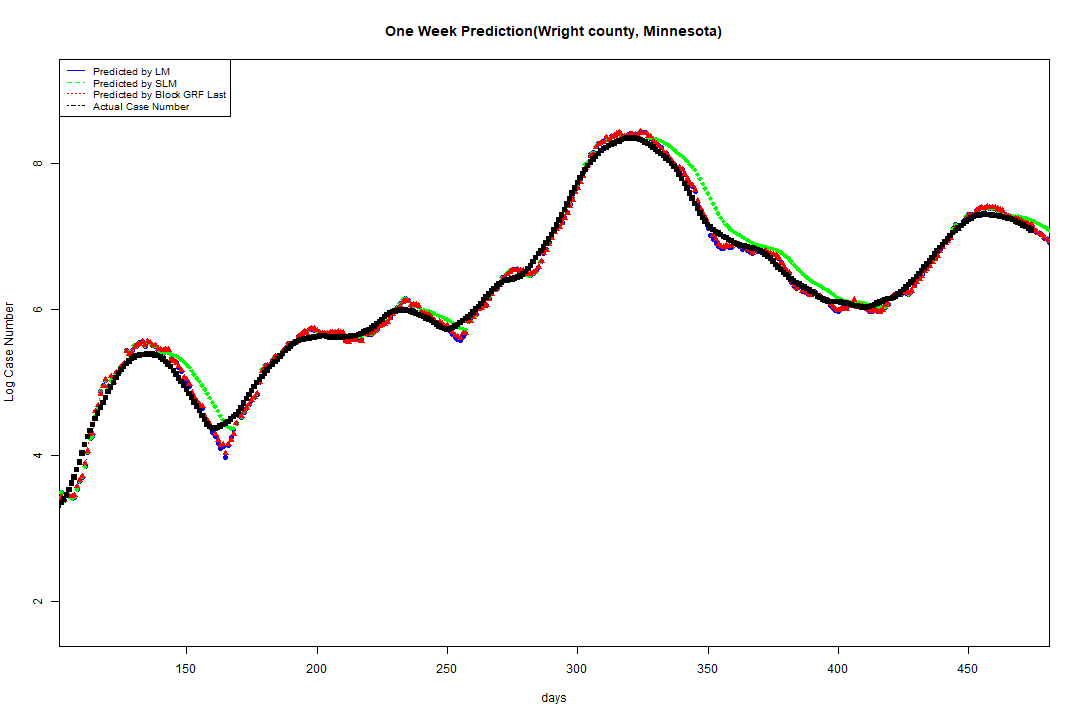 One Week Prediction(Wright county, Minnesota)
Predicted by LM
Predicted by SLM
Predicted by Block GRF Last
Actual Case Number
8
6
4
2
Log Case Number
150 200 250 300 350 400 450
days